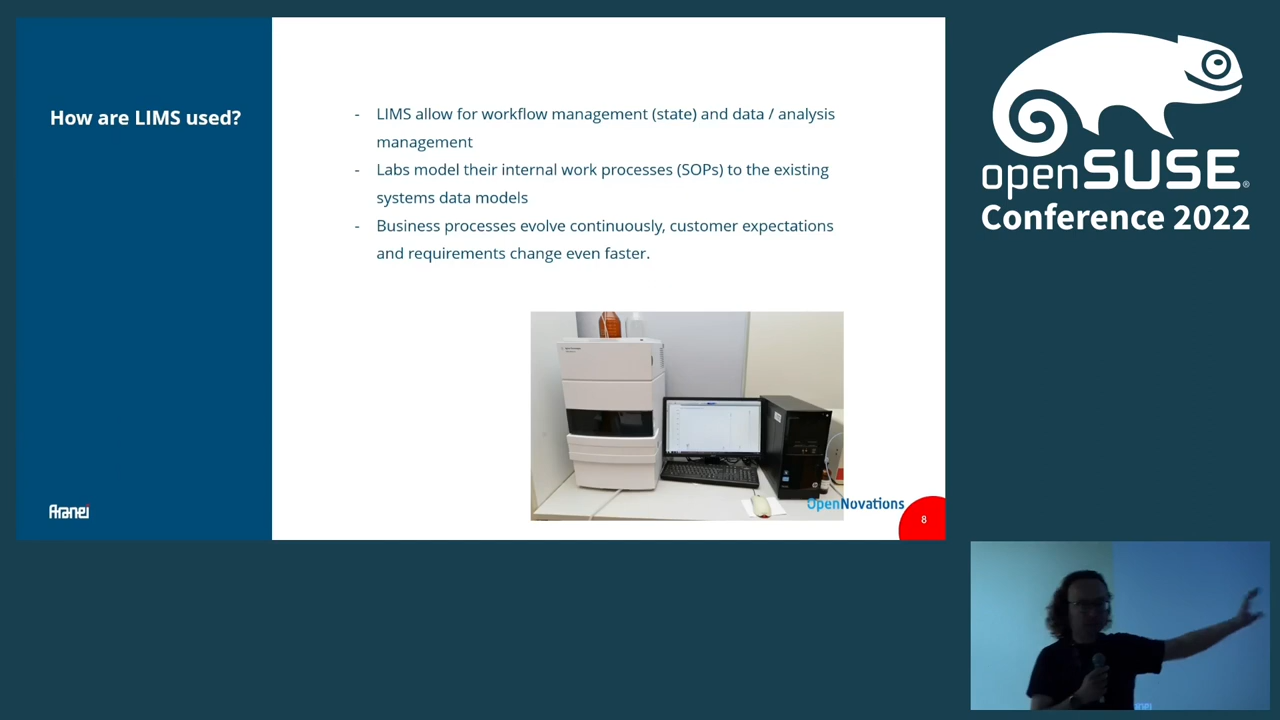 How are LIMS used?
- LIMS allow for workflow management (state) and data / analysis
management
- Labs model their internal work processes (SOPs) to the existing
systems data models
- Business processes evolve continuously, customer expectations
and requirements change even faster.
Aranei
OpenNovations
8
openSUSE®
Conference 2022